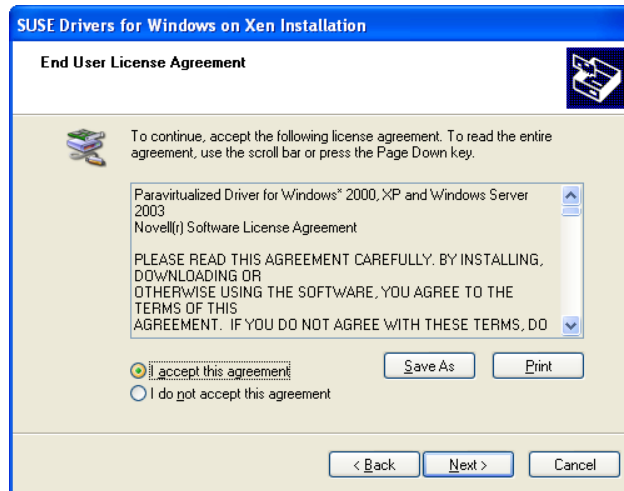 SUSE Drivers for Windows on Xen Installation
End User License Agreement
To continue, accept the following license agreement. To read the entire
agreement, use the scroll bar or press the Page Down key.
Paravirtualized Driver for Windows* 2000, XP and Windows Server
2003
Novell(r) Software License Agreement
PLEASE READ THIS AGREEMENT CAREFULLY. BY INSTALLING,
DOWNLOADING OR
OTHERWISE USING THE SOFTWARE, YOU AGREE TO THE
TERMS OF THIS
AGREEMENT.  IF YOU DO NOT AGREE WITH THESE TERMS, DO
I accept this agreement
Save As
Print
I do not accept this agreement
< Back
Next >
Cancel